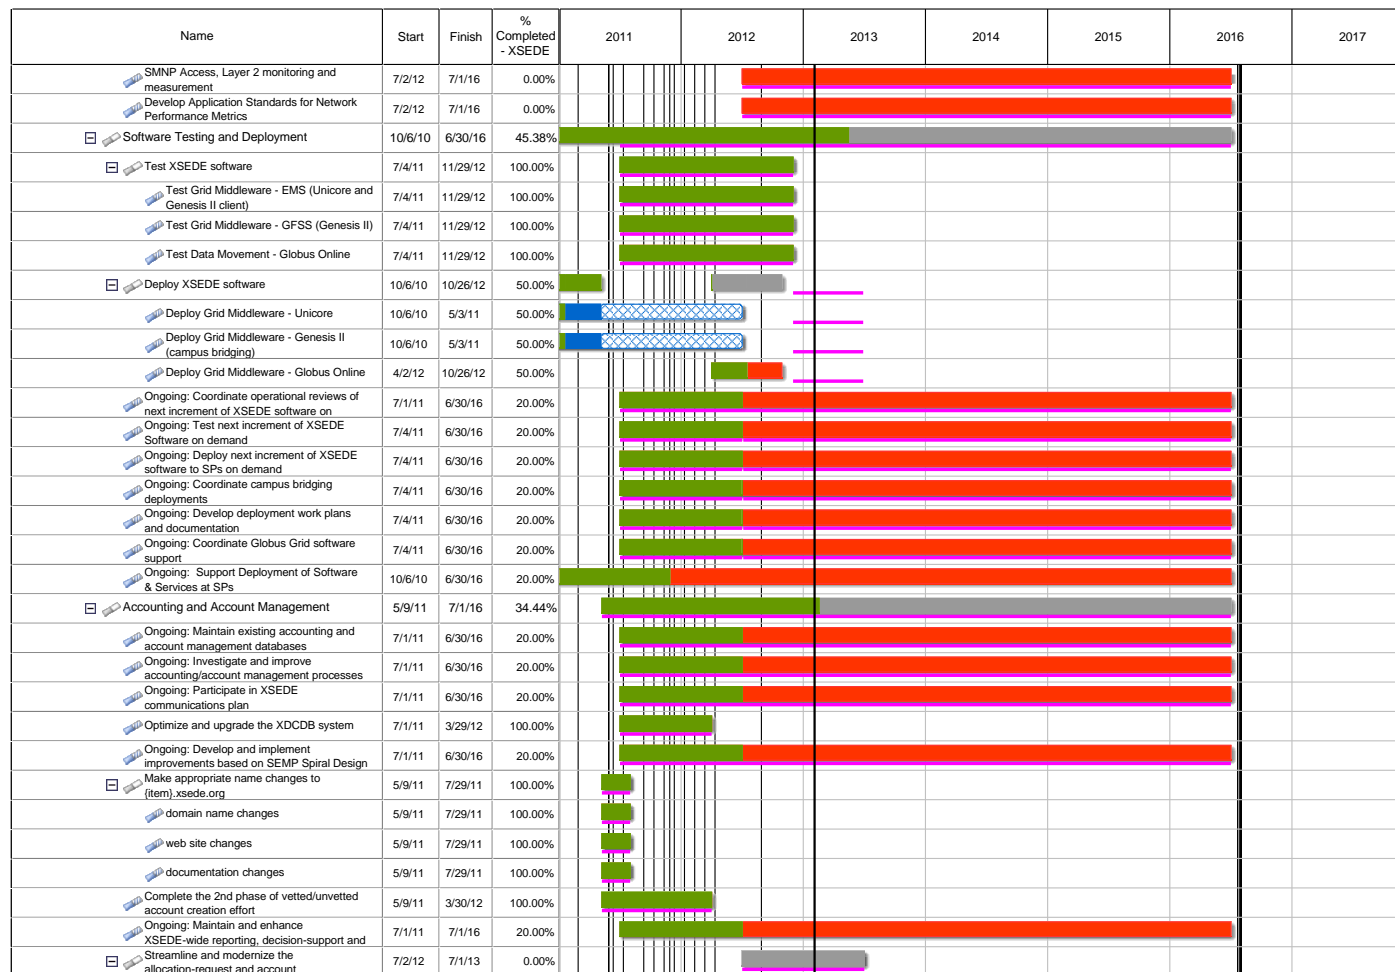 Name Start Finish % Completed - XSEDE 2011 2012 2013 2014 2015 2016 2017
SMNP Access, Layer 2 monitoring and measurement 7/2/12 7/1/16 0.00%
Develop Application Standards for Network Performance Metrics 7/2/12 7/1/16 0.00%
Software Testing and Deployment 10/6/10 6/30/16 45.38%
Test XSEDE software 7/4/11 11/29/12 100.00%
Test Grid Middleware - EMS (Unicore and Genesis II client) 7/4/11 11/29/12 100.00%
Test Grid Middleware - GFSS (Genesis II) 7/4/11 11/29/12 100.00%
Test Data Movement - Globus Online 7/4/11 11/29/12 100.00%
Deploy XSEDE software 10/6/10 10/26/12 50.00%
Deploy Grid Middleware - Unicore 10/6/10 5/3/11 50.00%
Deploy Grid Middleware - Genesis II (campus bridging) 10/6/10 5/3/11 50.00%
Deploy Grid Middleware - Globus Online 4/2/12 10/26/12 50.00%
Ongoing: Coordinate operational reviews of next increment of XSEDE software on 7/1/11 6/30/16 20.00%
Ongoing: Test next increment of XSEDE Software on demand 7/4/11 6/30/16 20.00%
Ongoing: Deploy next increment of XSEDE software to SPs on demand 7/4/11 6/30/16 20.00%
Ongoing: Coordinate campus bridging deployments 7/4/11 6/30/16 20.00%
Ongoing: Develop deployment work plans and documentation 7/4/11 6/30/16 20.00%
Ongoing: Coordinate Globus Grid software support 7/4/11 6/30/16 20.00%
Ongoing: Support Deployment of Software & Services at SPs 10/6/10 6/30/16 20.00%
Accounting and Account Management 5/9/11 7/1/16 34.44%
Ongoing: Maintain existing accounting and account management databases 7/1/11 6/30/16 20.00%
Ongoing: Investigate and improve accounting/account management processes 7/1/11 6/30/16 20.00%
Ongoing: Participate in XSEDE communications plan 7/1/11 6/30/16 20.00%
Optimize and upgrade the XDCDB system 7/1/11 3/29/12 100.00%
Ongoing: Develop and implement improvements based on SEMP Spiral Design 7/1/11 6/30/16 20.00%
Make appropriate name changes to {item}.xsede.org 5/9/11 7/29/11 100.00%
domain name changes 5/9/11 7/29/11 100.00%
web site changes 5/9/11 7/29/11 100.00%
documentation changes 5/9/11 7/29/11 100.00%
Complete the 2nd phase of vetted/unvetted account creation effort 5/9/11 3/30/12 100.00%
Ongoing: Maintain and enhance XSEDE-wide reporting, decision-support and 7/1/11 7/1/16 20.00%
Streamline and modernize the allocation-request and account 7/2/12 7/1/13 0.00%